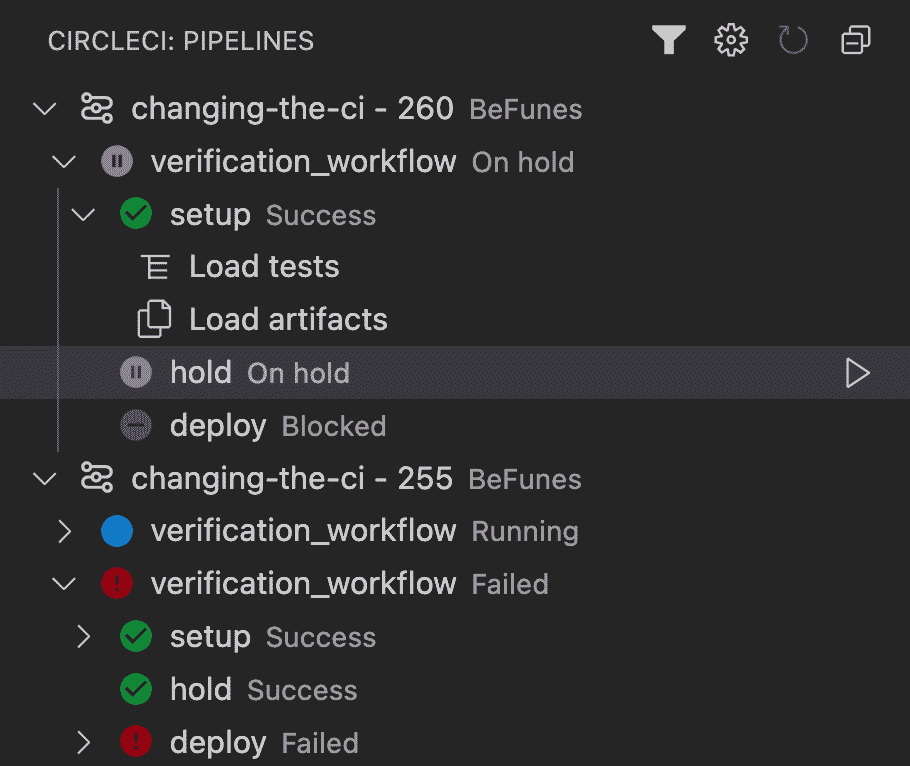 CIRCLECI: PIPELINES
changing-the-ci - 260 BeFunes
verification_workflow On hold
setup Success
Load tests
Load artifacts
hold On hold
deploy Blocked
changing-the-ci - 255 BeFunes
verification_workflow Running
verification_workflow Failed
setup Success
hold Success
deploy Failed